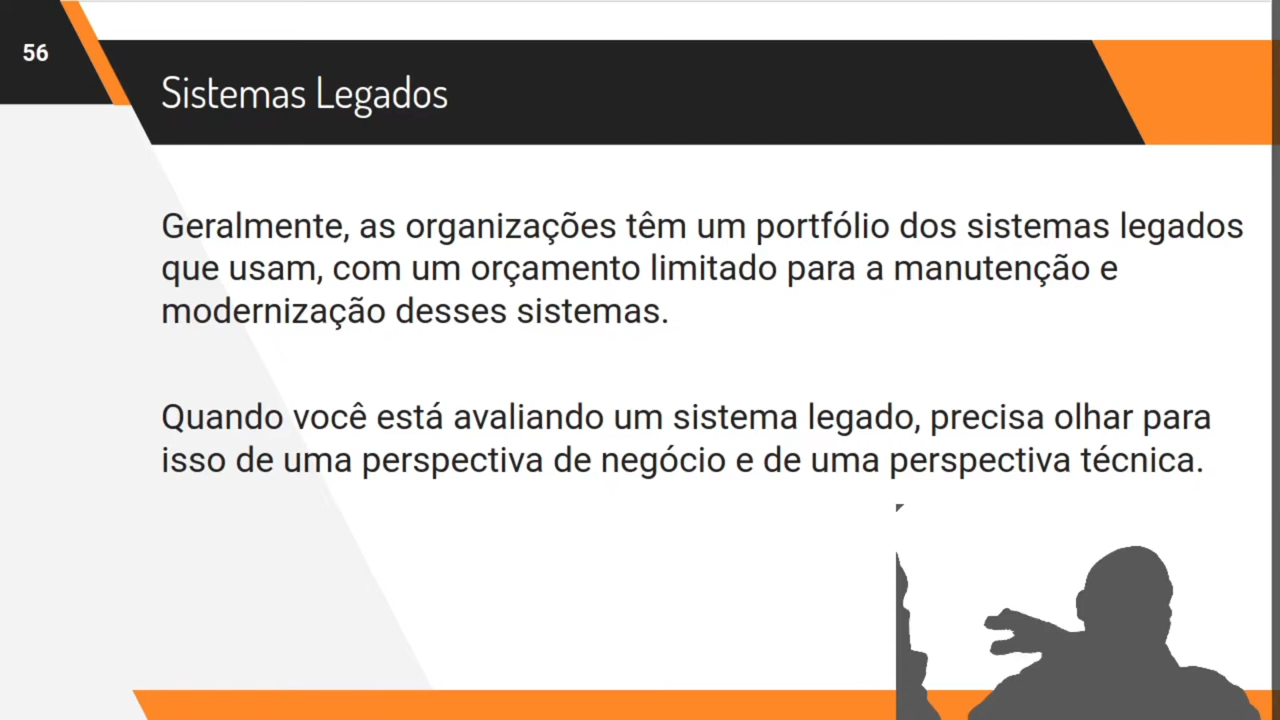 56
Sistemas Legados
Geralmente, as organizações têm um portfólio dos sistemas legados
que usam, com um orçamento limitado para a manutenção e
modernização desses sistemas.
Quando você está avaliando um sistema legado, precisa olhar para
isso de uma perspectiva de negócio e de uma perspectiva técnica.